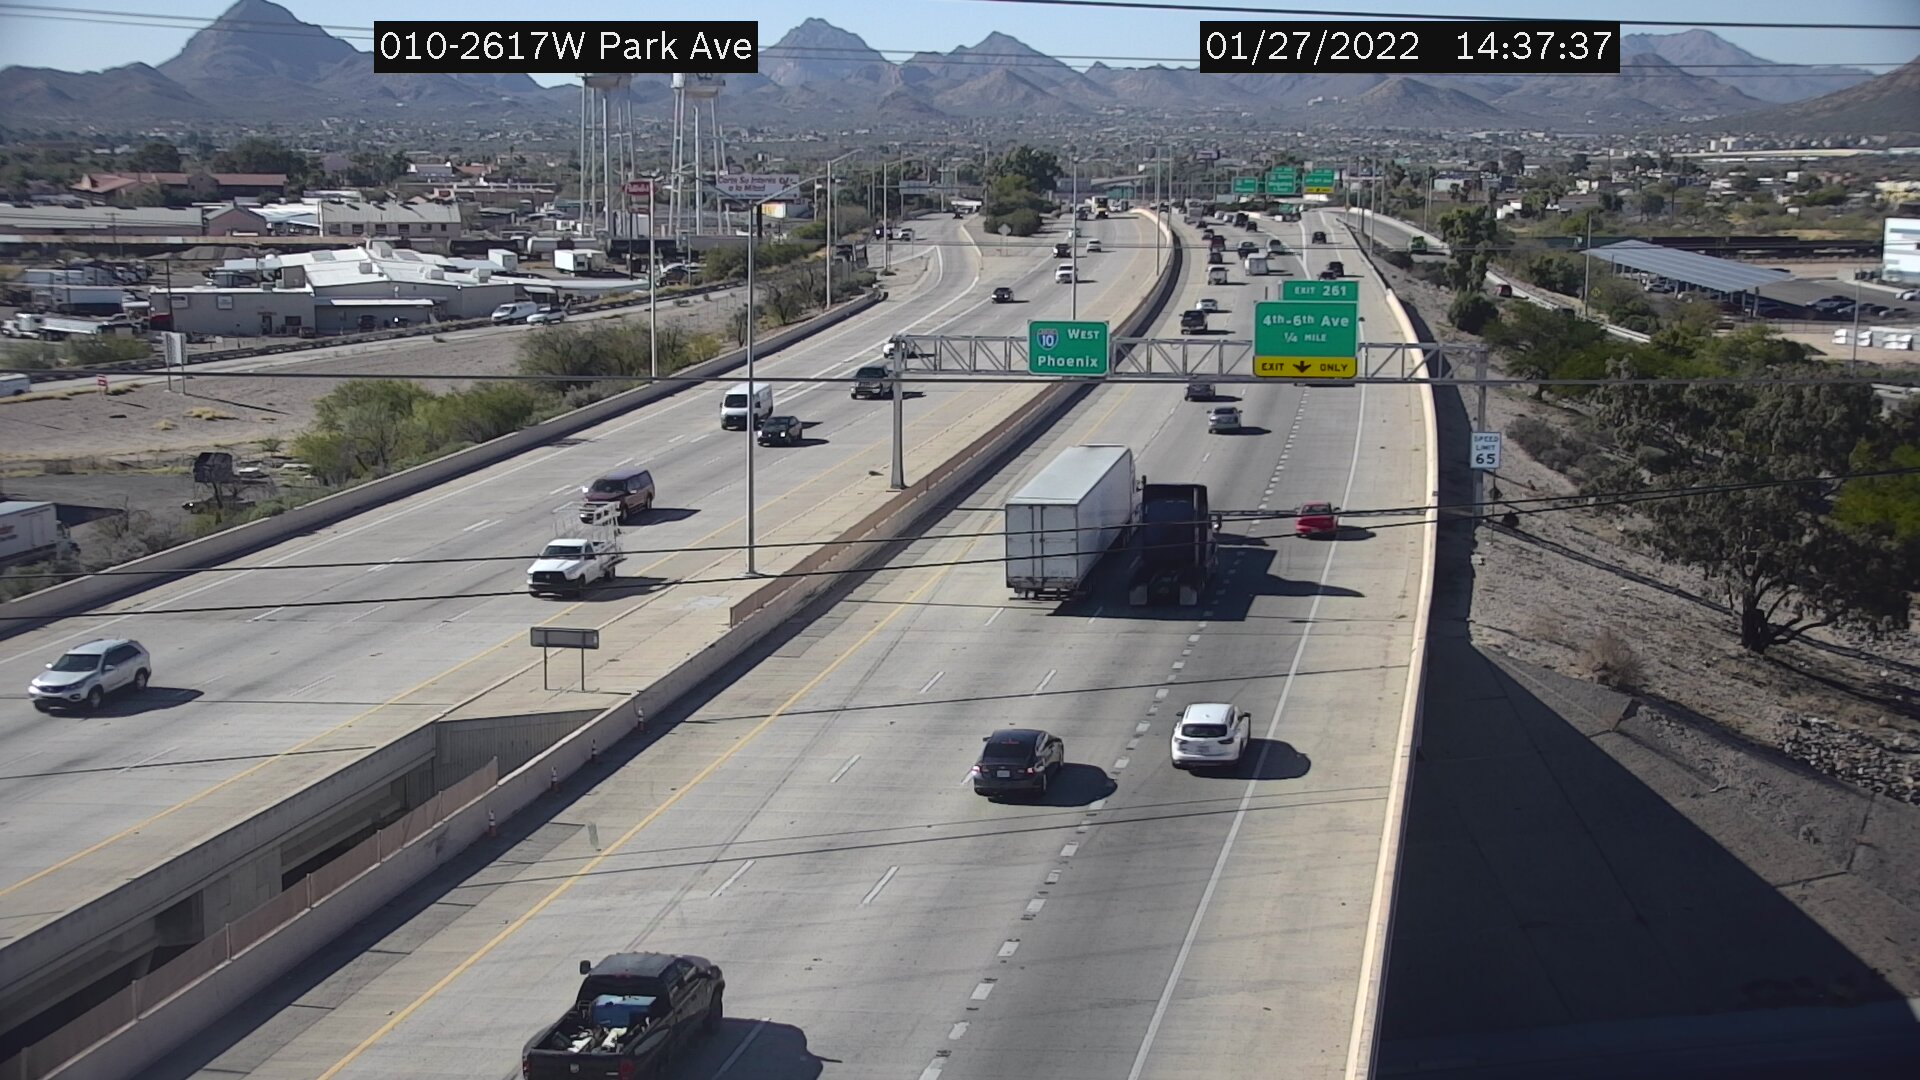 010-2617W Park Ave
01/27/2022 14:37:37
EXIT 261
4th-6th Ave
1/4 MILE
EXIT ONLY
10 WEST
Phoenix
SPEED
LIMIT
65